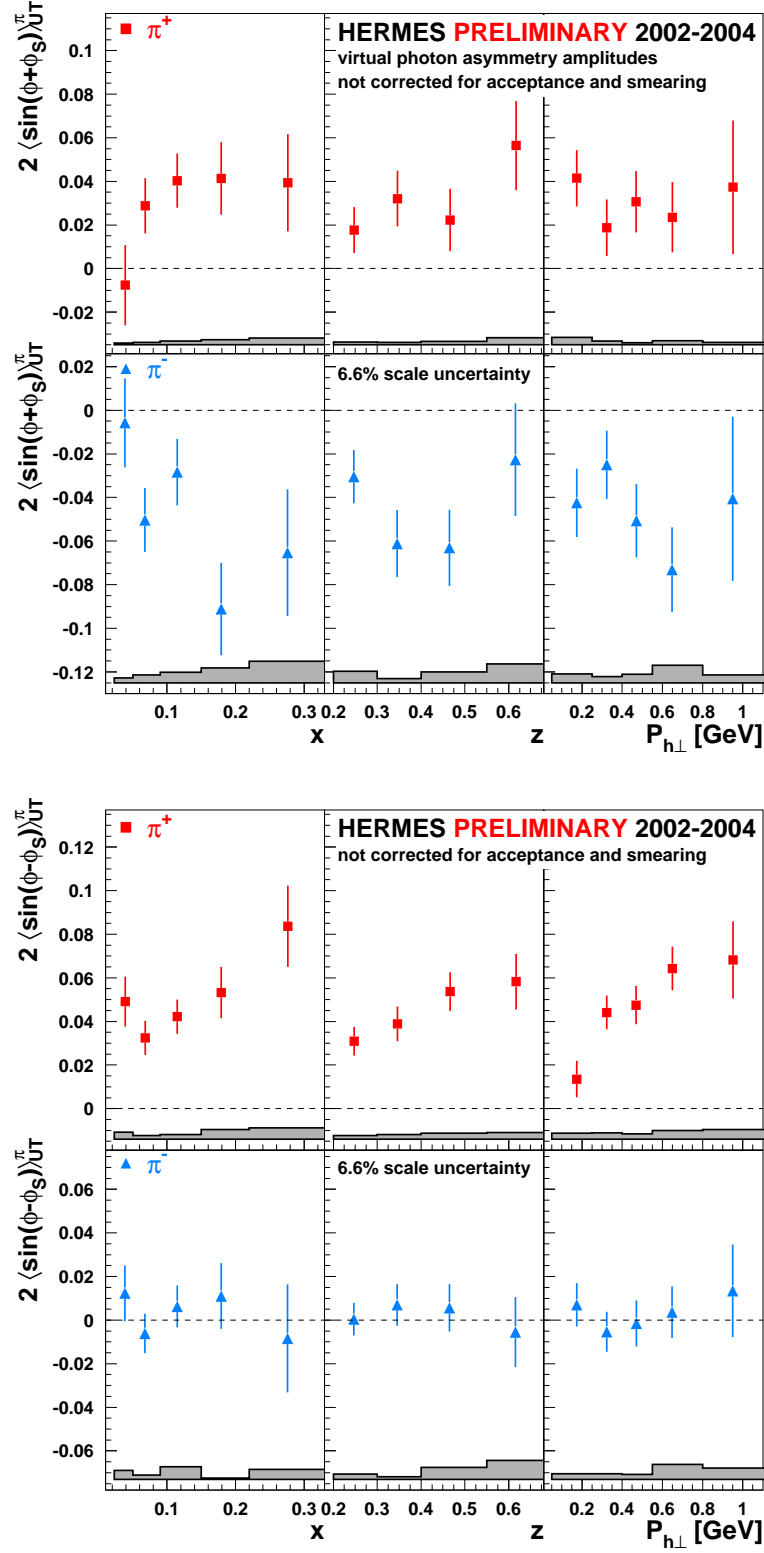 2 ⟨sin(ϕ+ϕS)⟩πUT
π+
HERMES PRELIMINARY 2002-2004
virtual photon asymmetry amplitudes
not corrected for acceptance and smearing
0.1
0.08
0.06
0.04
0.02
0
-0.02
2 ⟨sin(ϕ+ϕS)⟩πUT
π-
6.6% scale uncertainty
0.02
0
-0.02
-0.04
-0.06
-0.08
-0.1
-0.12
0.1 0.2 0.3 0.2 0.3 0.4 0.5 0.6 0.2 0.4 0.6 0.8 1
x z Ph⊥ [GeV]
2 ⟨sin(ϕ-ϕS)⟩πUT
π+
HERMES PRELIMINARY 2002-2004
not corrected for acceptance and smearing
0.12
0.1
0.08
0.06
0.04
0.02
0
2 ⟨sin(ϕ-ϕS)⟩πUT
π-
6.6% scale uncertainty
0.06
0.04
0.02
0
-0.02
-0.04
-0.06
0.1 0.2 0.3 0.2 0.3 0.4 0.5 0.6 0.2 0.4 0.6 0.8 1
x z Ph⊥ [GeV]